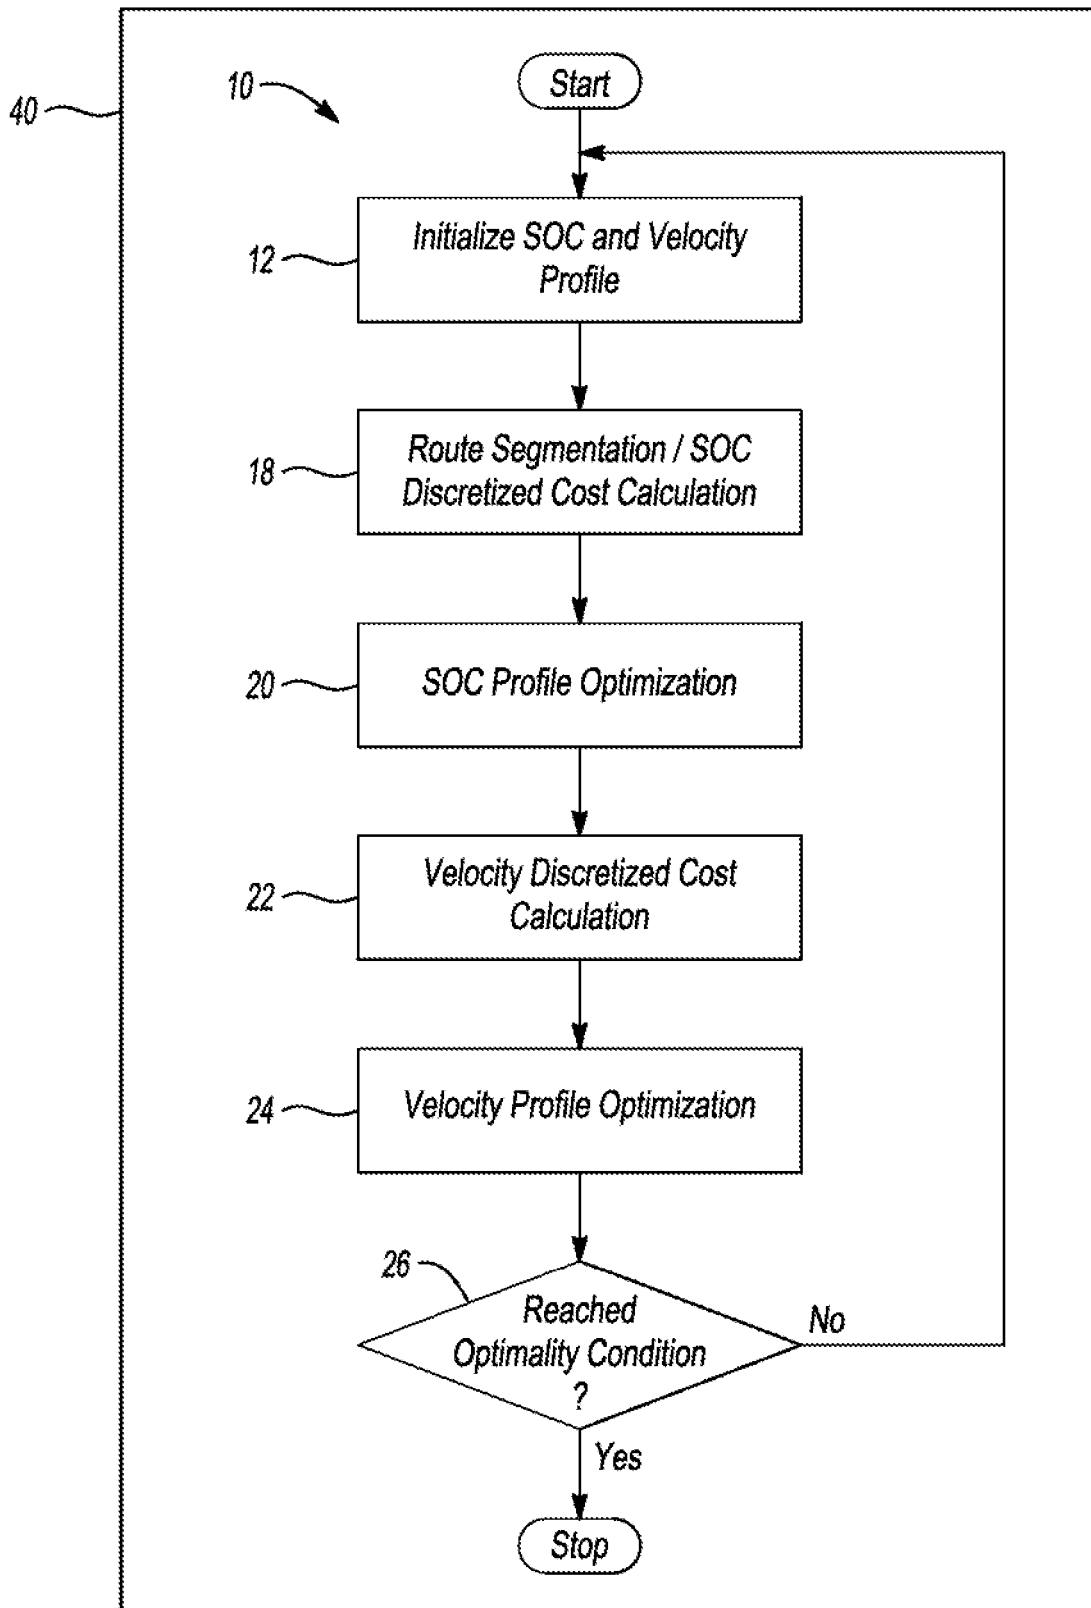 40
10
Start
12
Initialize SOC and Velocity
Profile
18
Route Segmentation / SOC
Discretized Cost Calculation
20
SOC Profile Optimization
22
Velocity Discretized Cost
Calculation
24
Velocity Profile Optimization
26
Reached
Optimality Condition
?
No
Yes
Stop